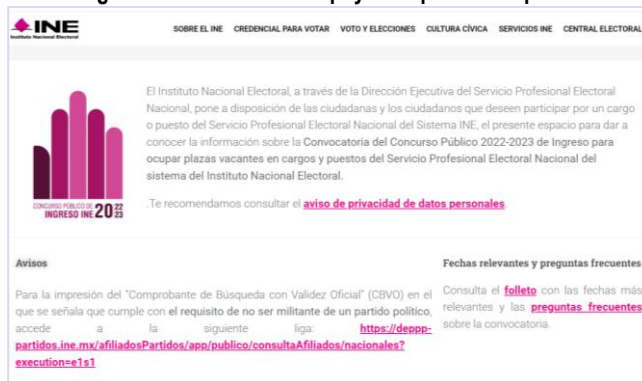 INE
Instituto Nacional Electoral
SOBRE EL INE CREDENCIAL PARA VOTAR VOTO Y ELECCIONES CULTURA CÍVICA SERVICIOS INE CENTRAL ELECTORAL
El Instituto Nacional Electoral, a través de la Dirección Ejecutiva del Servicio Profesional Electoral
Nacional, pone a disposición de las ciudadanas y los ciudadanos que deseen participar por un cargo
o puesto del Servicio Profesional Electoral Nacional del Sistema INE, el presente espacio para dar a
conocer la información sobre la Convocatoria del Concurso Público 2022-2023 de Ingreso para
ocupar plazas vacantes en cargos y puestos del Servicio Profesional Electoral Nacional del
sistema del Instituto Nacional Electoral.
.Te recomendamos consultar el aviso de privacidad de datos personales.
CONCURSO PÚBLICO DE
INGRESO INE 2022 23
Avisos
Para la impresión del "Comprobante de Búsqueda con Validez Oficial" (CBVO) en el
que se señala que cumple con el requisito de no ser militante de un partido político,
accede a la siguiente liga: https://deppp-
partidos.ine.mx/afiliadosPartidos/app/publico/consultaAfiliados/nacionales?
execution=e1s1
Fechas relevantes y preguntas frecuentes
Consulta el folleto con las fechas más
relevantes y las preguntas frecuentes
sobre la convocatoria.